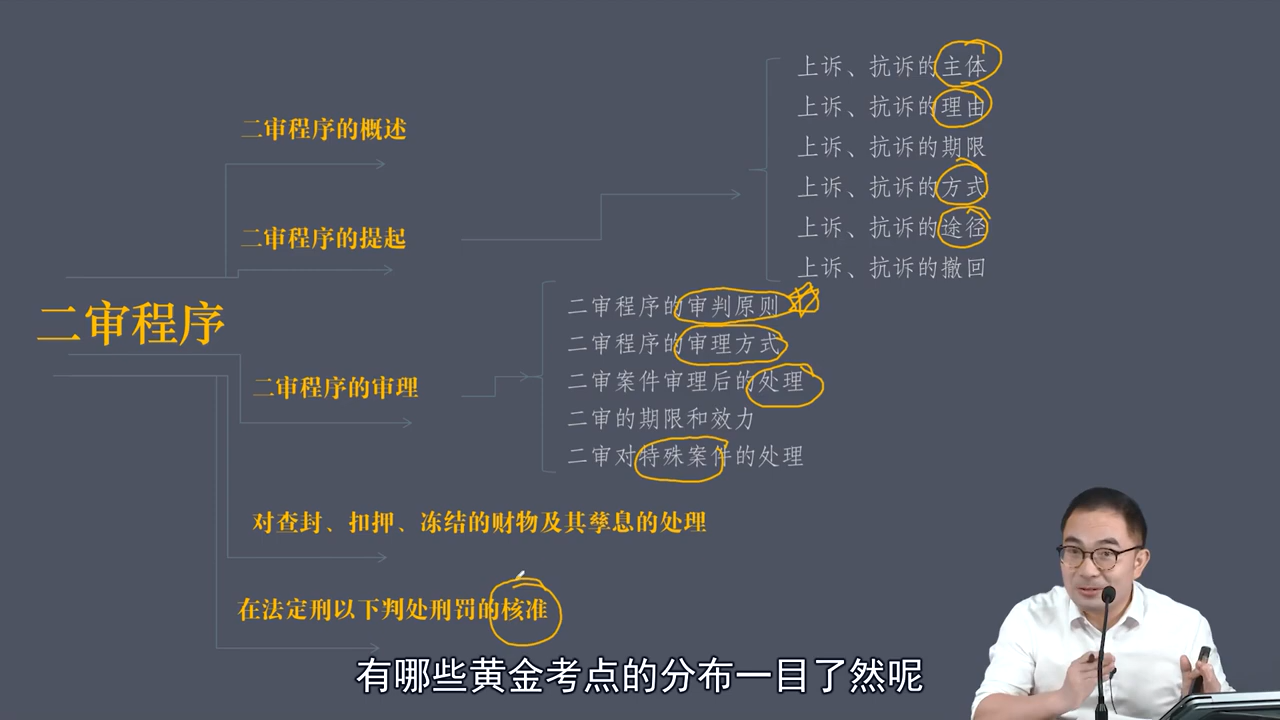 二审程序
二审程序的概述
二审程序的提起
上诉、抗诉的主体
上诉、抗诉的理由
上诉、抗诉的期限
上诉、抗诉的方式
上诉、抗诉的途径
上诉、抗诉的撤回
二审程序的审理
二审程序的审判原则
二审程序的审理方式
二审案件审理后的处理
二审的期限和效力
二审对特殊案件的处理
对查封、扣押、冻结的财物及其孳息的处理
在法定刑以下判处刑罚的核准
有哪些黄金考点的分布一目了然呢